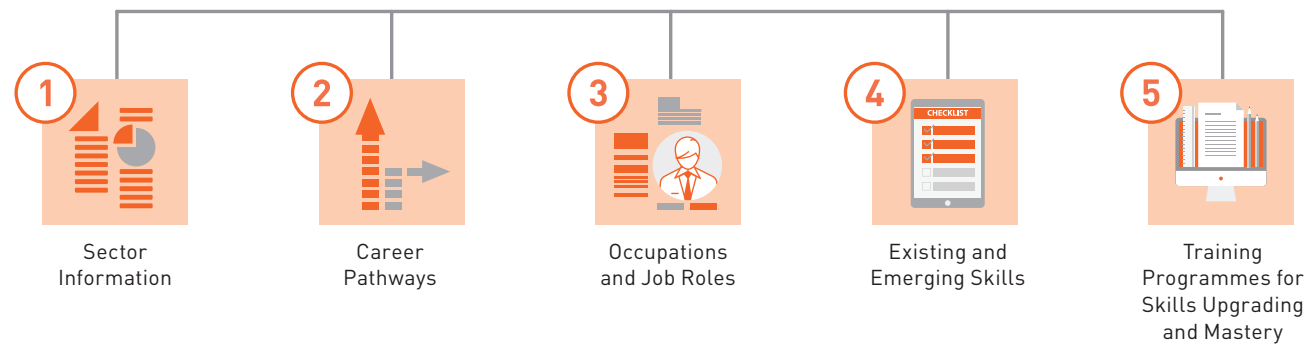 1
Sector
Information
2
Career
Pathways
3
Occupations
and Job Roles
4
CHECKLIST
Existing and
Emerging Skills
5
Training
Programmes for
Skills Upgrading
and Mastery